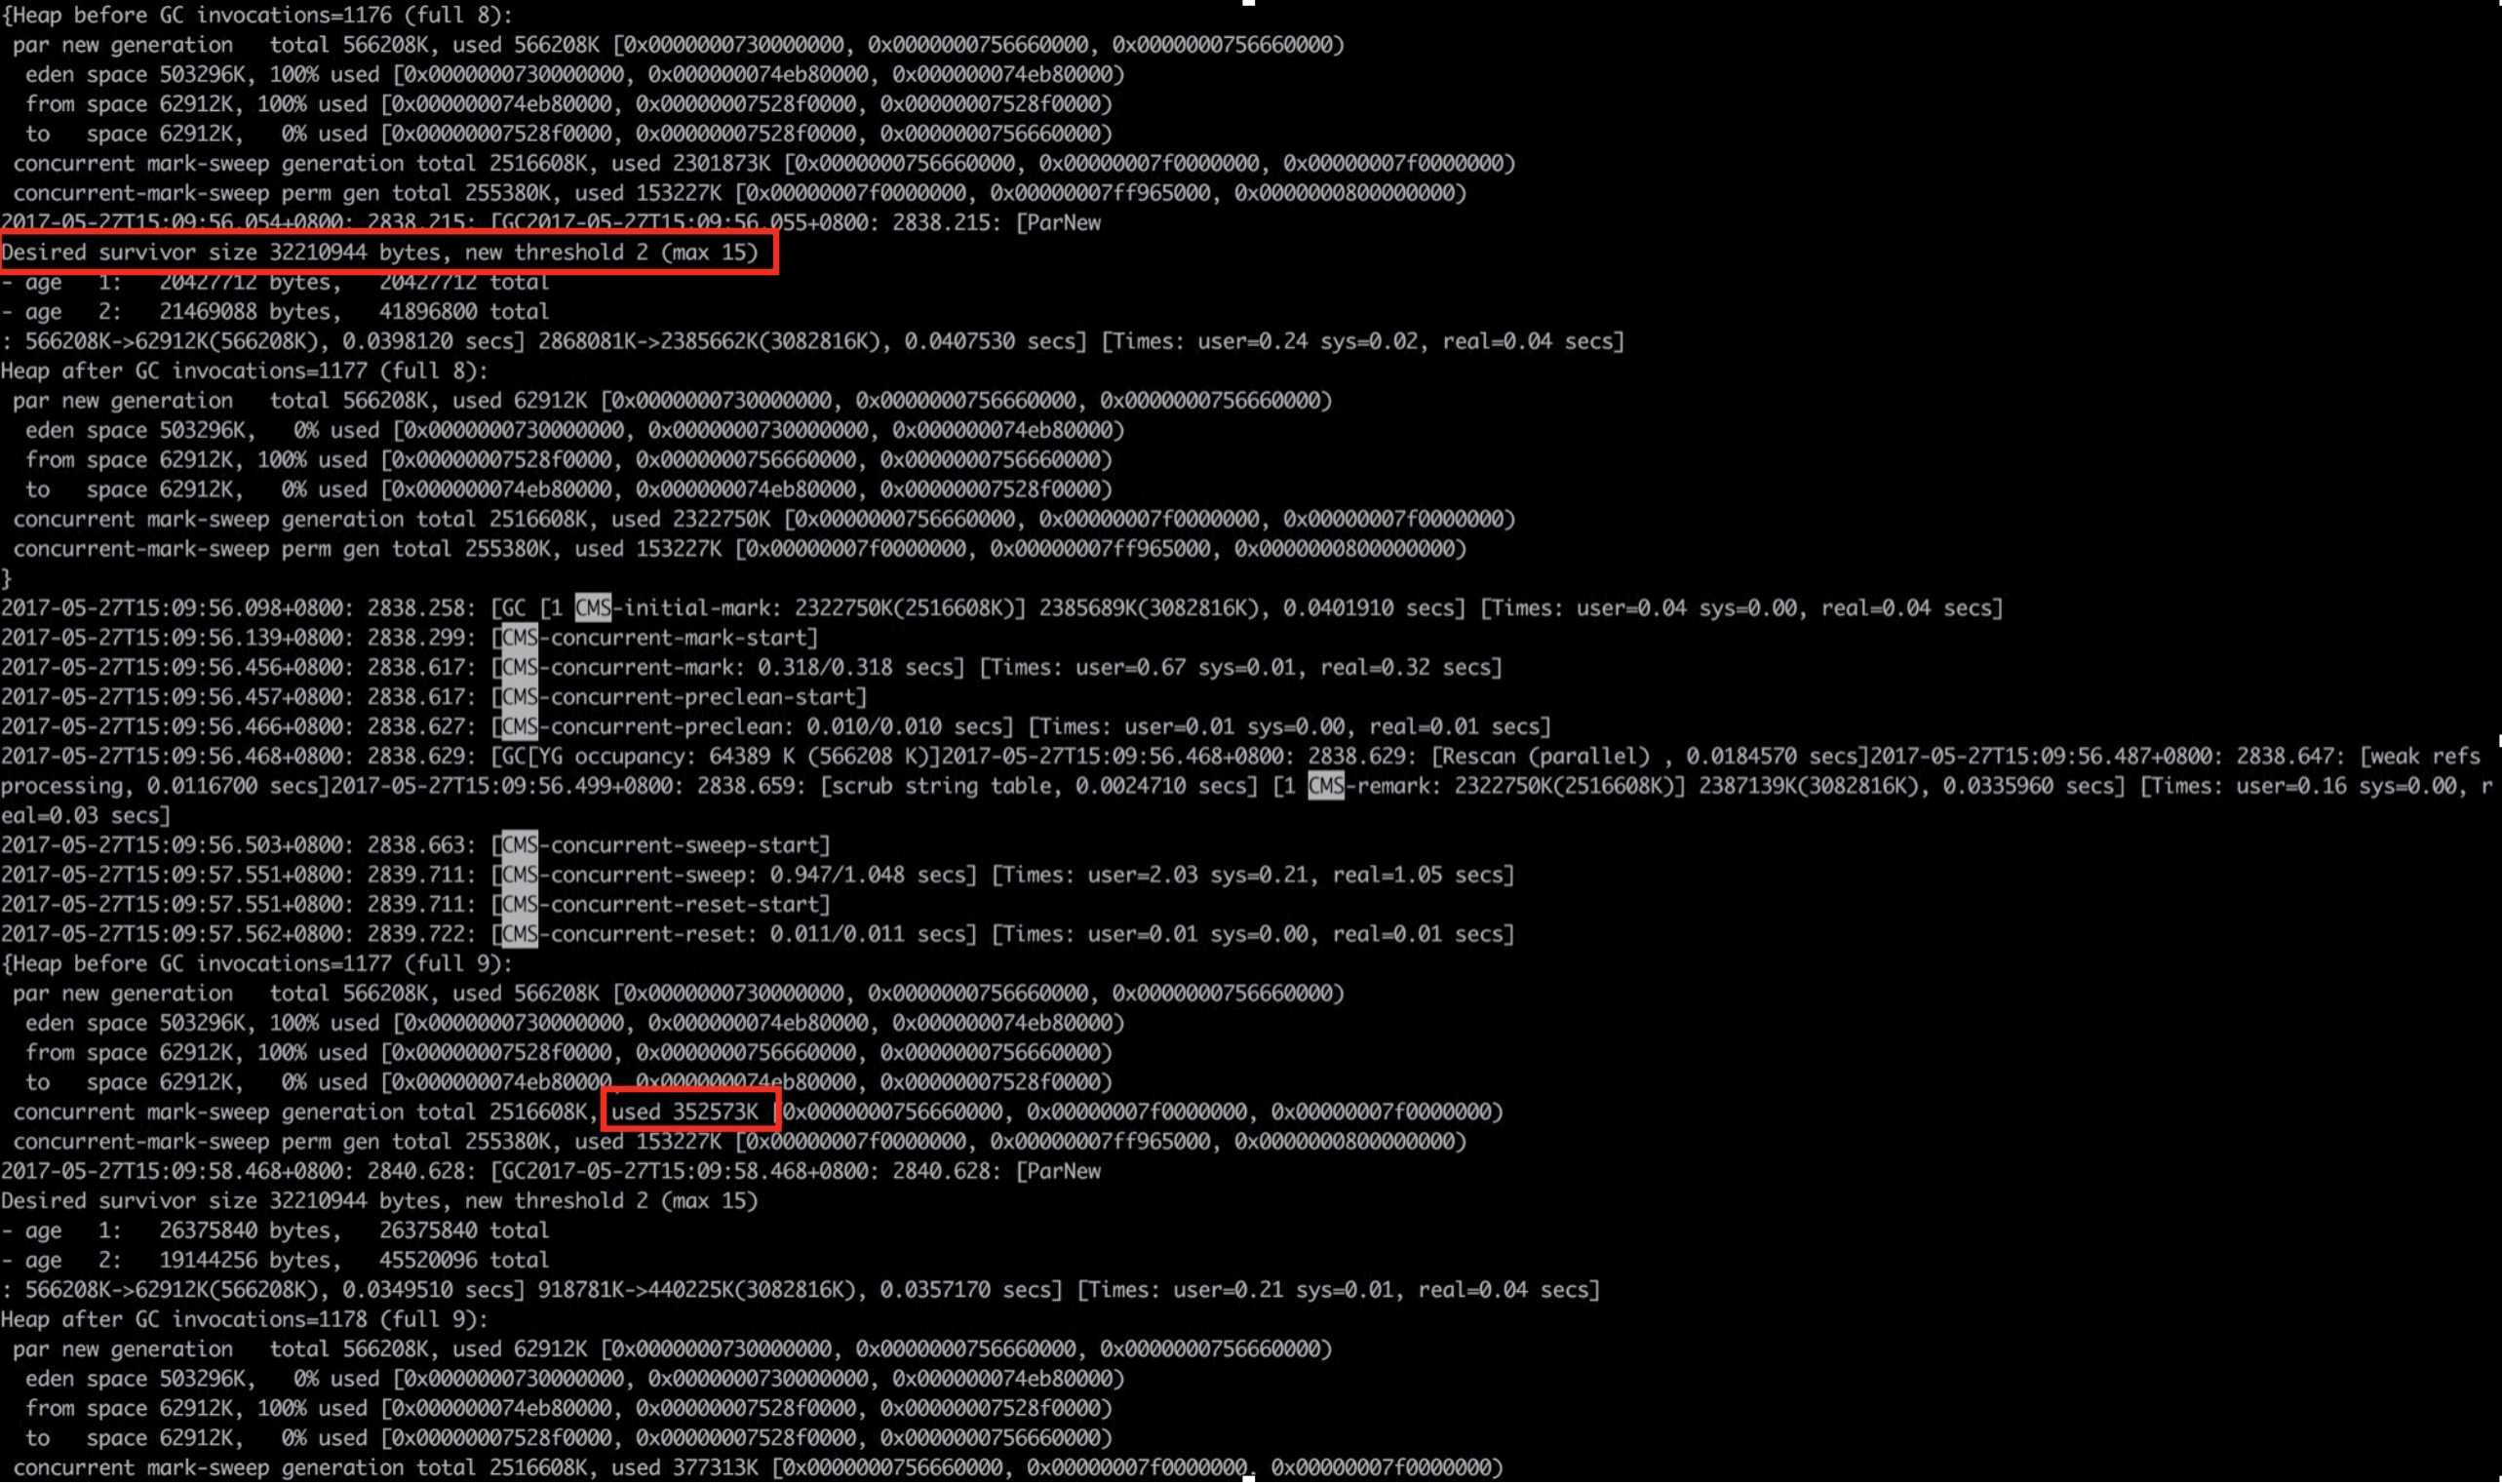 {Heap before GC invocations=1176 (full 8):
 par new generation   total 566208K, used 566208K [0x0000000730000000, 0x0000000756660000, 0x0000000756660000)
  eden space 503296K, 100% used [0x0000000730000000, 0x000000074eb80000, 0x000000074eb80000)
  from space 62912K, 100% used [0x000000074eb80000, 0x00000007528f0000, 0x00000007528f0000)
  to   space 62912K,   0% used [0x00000007528f0000, 0x00000007528f0000, 0x0000000756660000)
 concurrent mark-sweep generation total 2516608K, used 2301873K [0x0000000756660000, 0x00000007f0000000, 0x00000007f0000000)
 concurrent-mark-sweep perm gen total 255380K, used 153227K [0x00000007f0000000, 0x00000007ff965000, 0x0000000800000000)
2017-05-27T15:09:56.054+0800: 2838.215: [GC2017-05-27T15:09:56.055+0800: 2838.215: [ParNew
Desired survivor size 32210944 bytes, new threshold 2 (max 15)
- age   1:   20427712 bytes,   20427712 total
- age   2:   21469088 bytes,   41896800 total
: 566208K->62912K(566208K), 0.0398120 secs] 2868081K->2385662K(3082816K), 0.0407530 secs] [Times: user=0.24 sys=0.02, real=0.04 secs]
Heap after GC invocations=1177 (full 8):
 par new generation   total 566208K, used 62912K [0x0000000730000000, 0x0000000756660000, 0x0000000756660000)
  eden space 503296K,   0% used [0x0000000730000000, 0x0000000730000000, 0x000000074eb80000)
  from space 62912K, 100% used [0x00000007528f0000, 0x0000000756660000, 0x0000000756660000)
  to   space 62912K,   0% used [0x000000074eb80000, 0x000000074eb80000, 0x00000007528f0000)
 concurrent mark-sweep generation total 2516608K, used 2322750K [0x0000000756660000, 0x00000007f0000000, 0x00000007f0000000)
 concurrent-mark-sweep perm gen total 255380K, used 153227K [0x00000007f0000000, 0x00000007ff965000, 0x0000000800000000)
}
2017-05-27T15:09:56.098+0800: 2838.258: [GC [1 CMS-initial-mark: 2322750K(2516608K)] 2385689K(3082816K), 0.0401910 secs] [Times: user=0.04 sys=0.00, real=0.04 secs]
2017-05-27T15:09:56.139+0800: 2838.299: [CMS-concurrent-mark-start]
2017-05-27T15:09:56.456+0800: 2838.617: [CMS-concurrent-mark: 0.318/0.318 secs] [Times: user=0.67 sys=0.01, real=0.32 secs]
2017-05-27T15:09:56.457+0800: 2838.617: [CMS-concurrent-preclean-start]
2017-05-27T15:09:56.466+0800: 2838.627: [CMS-concurrent-preclean: 0.010/0.010 secs] [Times: user=0.01 sys=0.00, real=0.01 secs]
2017-05-27T15:09:56.468+0800: 2838.629: [GC[YG occupancy: 64389 K (566208 K)]2017-05-27T15:09:56.468+0800: 2838.629: [Rescan (parallel) , 0.0184570 secs]2017-05-27T15:09:56.487+0800: 2838.647: [weak refs
processing, 0.0116700 secs]2017-05-27T15:09:56.499+0800: 2838.659: [scrub string table, 0.0024710 secs] [1 CMS-remark: 2322750K(2516608K)] 2387139K(3082816K), 0.0335960 secs] [Times: user=0.16 sys=0.00, r
eal=0.03 secs]
2017-05-27T15:09:56.503+0800: 2838.663: [CMS-concurrent-sweep-start]
2017-05-27T15:09:57.551+0800: 2839.711: [CMS-concurrent-sweep: 0.947/1.048 secs] [Times: user=2.03 sys=0.21, real=1.05 secs]
2017-05-27T15:09:57.551+0800: 2839.711: [CMS-concurrent-reset-start]
2017-05-27T15:09:57.562+0800: 2839.722: [CMS-concurrent-reset: 0.011/0.011 secs] [Times: user=0.01 sys=0.00, real=0.01 secs]
{Heap before GC invocations=1177 (full 9):
 par new generation   total 566208K, used 566208K [0x0000000730000000, 0x0000000756660000, 0x0000000756660000)
  eden space 503296K, 100% used [0x0000000730000000, 0x000000074eb80000, 0x000000074eb80000)
  from space 62912K, 100% used [0x00000007528f0000, 0x0000000756660000, 0x0000000756660000)
  to   space 62912K,   0% used [0x000000074eb80000, 0x000000074eb80000, 0x00000007528f0000)
 concurrent mark-sweep generation total 2516608K, used 352573K [0x0000000756660000, 0x00000007f0000000, 0x00000007f0000000)
 concurrent-mark-sweep perm gen total 255380K, used 153227K [0x00000007f0000000, 0x00000007ff965000, 0x0000000800000000)
2017-05-27T15:09:58.468+0800: 2840.628: [GC2017-05-27T15:09:58.468+0800: 2840.628: [ParNew
Desired survivor size 32210944 bytes, new threshold 2 (max 15)
- age   1:   26375840 bytes,   26375840 total
- age   2:   19144256 bytes,   45520096 total
: 566208K->62912K(566208K), 0.0349510 secs] 918781K->440225K(3082816K), 0.0357170 secs] [Times: user=0.21 sys=0.01, real=0.04 secs]
Heap after GC invocations=1178 (full 9):
 par new generation   total 566208K, used 62912K [0x0000000730000000, 0x0000000756660000, 0x0000000756660000)
  eden space 503296K,   0% used [0x0000000730000000, 0x0000000730000000, 0x000000074eb80000)
  from space 62912K, 100% used [0x000000074eb80000, 0x00000007528f0000, 0x00000007528f0000)
  to   space 62912K,   0% used [0x00000007528f0000, 0x00000007528f0000, 0x0000000756660000)
 concurrent mark-sweep generation total 2516608K, used 377313K [0x0000000756660000, 0x00000007f0000000, 0x00000007f0000000)